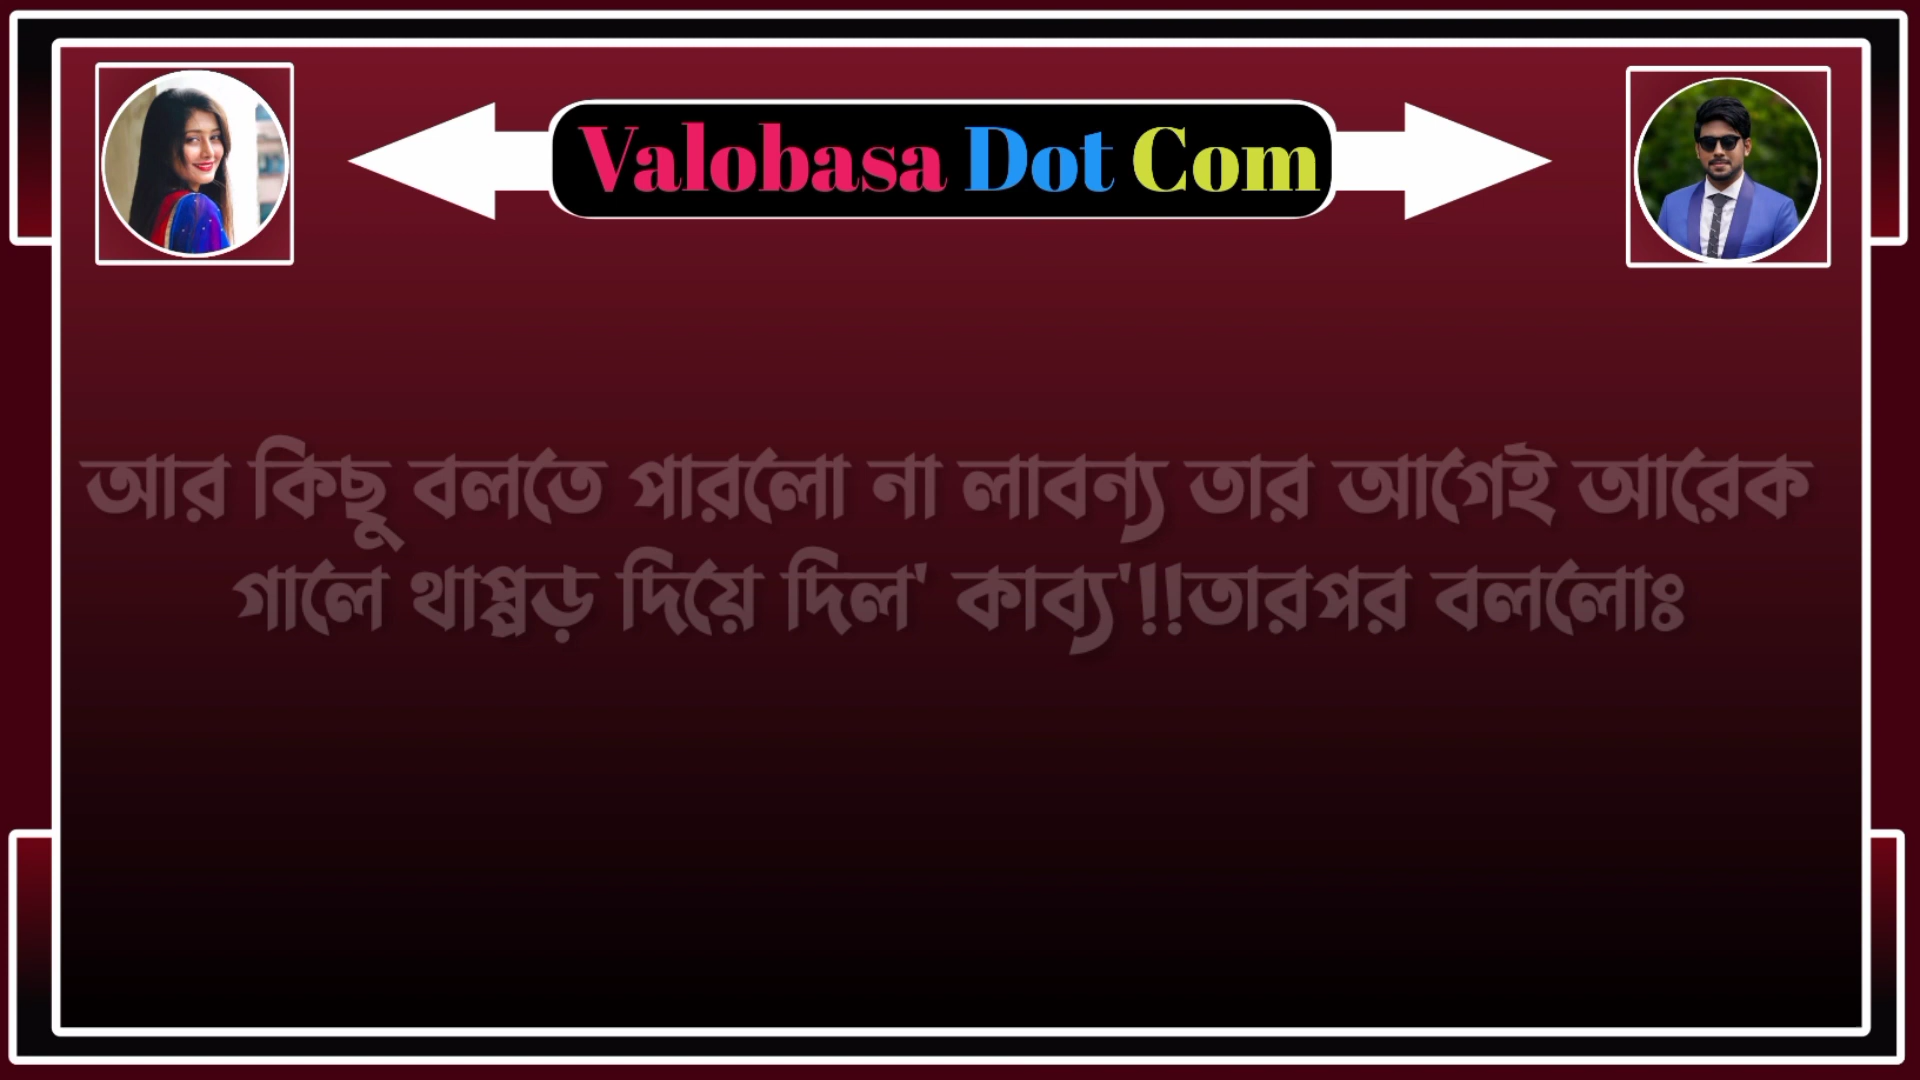 Valobasa Dot Com
আর কিছু বলতে পারলো না লাবন্য তার আগেই আরেক
গালে থাপ্পড় দিয়ে দিল' কাব্য'!!তারপর বললোঃ